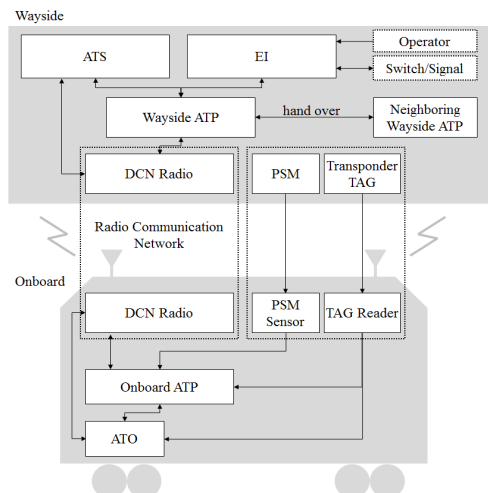 Wayside
ATS
EI
Operator
Switch/Signal
Wayside ATP
hand over
Neighboring
Wayside ATP
DCN Radio
PSM
Transponder
TAG
Radio Communication
Network
Onboard
DCN Radio
PSM
Sensor
TAG Reader
Onboard ATP
ATO